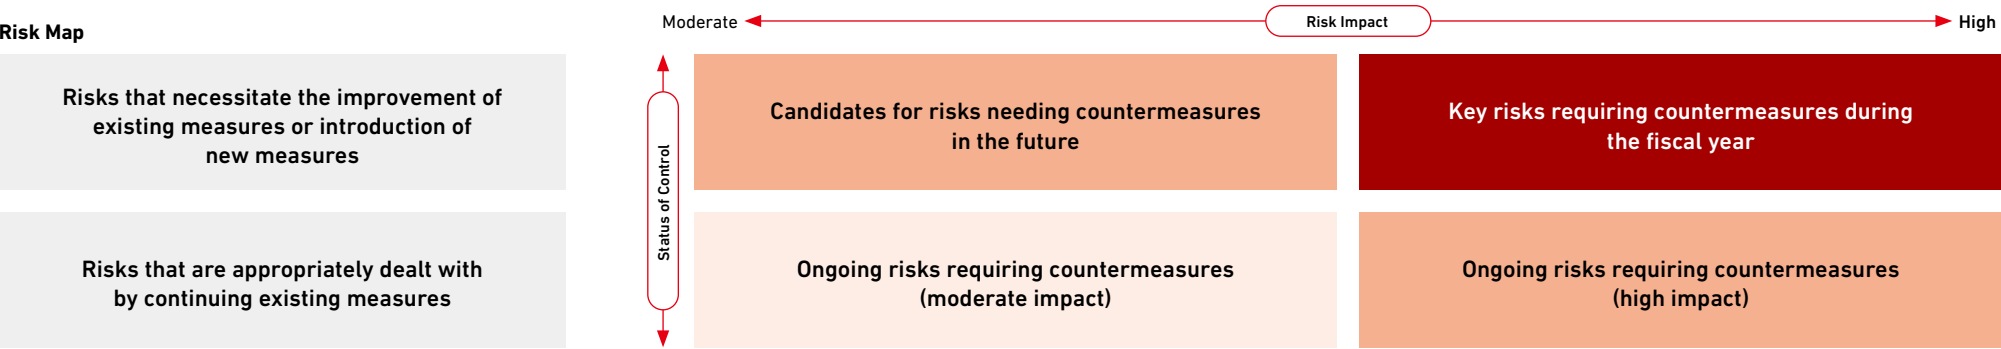 Risk Map
Moderate
Risk Impact
High
Risks that necessitate the improvement of
existing measures or introduction of
new measures
Status of Control
Candidates for risks needing countermeasures
in the future
Key risks requiring countermeasures during
the fiscal year
Risks that are appropriately dealt with
by continuing existing measures
Ongoing risks requiring countermeasures
(moderate impact)
Ongoing risks requiring countermeasures
(high impact)